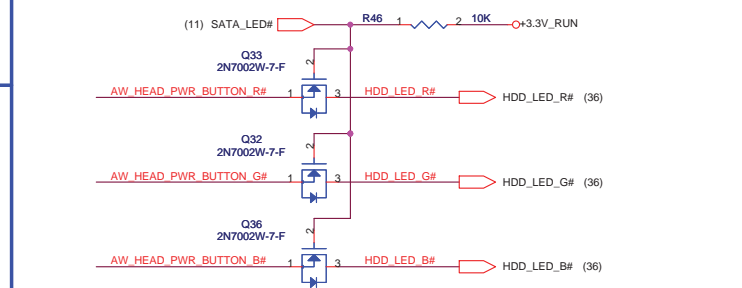 (11) SATA_LED# R46 1 2 10K +3.3V_RUN
Q33
2N7002W-7-F
2
AW_HEAD_PWR_BUTTON_R# 1 3 HDD_LED_R# HDD_LED_R# (36)
Q32
2N7002W-7-F
2
AW_HEAD_PWR_BUTTON_G# 1 3 HDD_LED_G# HDD_LED_G# (36)
Q36
2N7002W-7-F
2
AW_HEAD_PWR_BUTTON_B# 1 3 HDD_LED_B# HDD_LED_B# (36)